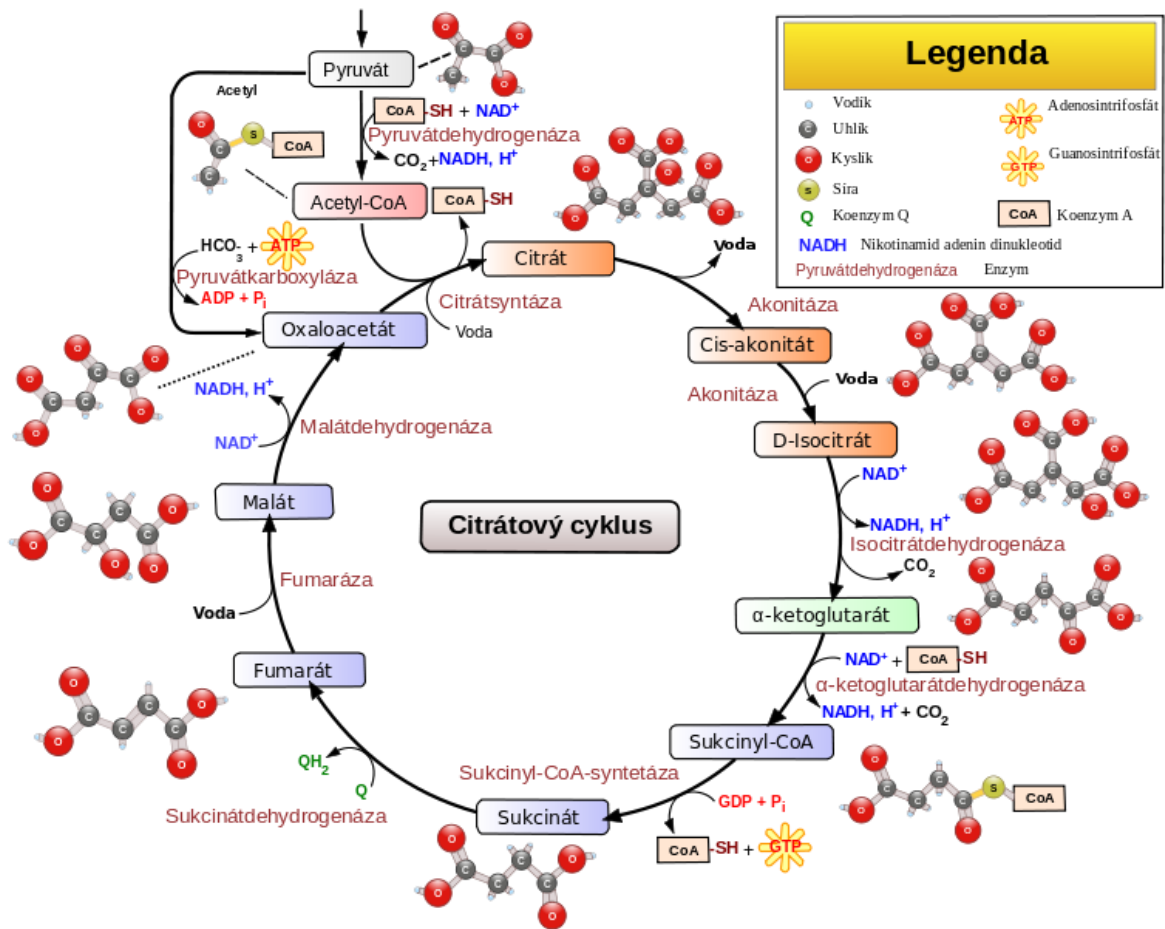 Legenda
Vodík
Uhlík
Kyslík
Síra
Koenzym Q
Adenosintrifosfát
Guanosintrifosfát
Koenzym A
ATP
GTP
CoA
S
Q
NADH Nikotinamid adenin dinukleotid
Pyruvátdehydrogenáza Enzym
Pyruvát
Acetyl
CoA-SH + NAD⁺
Pyruvátdehydrogenáza
CO₂+NADH, H⁺
S CoA
Acetyl-CoA
CoA-SH
HCO₃⁻ + ATP
Pyruvátkarboxyláza
ADP + Pi
Citrát
Voda
Citrátsyntáza
Voda
Oxaloacetát
Akonitáza
Cis-akonitát
Akonitáza
Voda
D-Isocitrát
NAD⁺
NADH, H⁺
Isocitrátdehydrogenáza
CO₂
NADH, H⁺
NAD⁺
Malátdehydrogenáza
Malát
Citrátový cyklus
Fumaráza
Voda
α-ketoglutarát
NAD⁺ + CoA-SH
α-ketoglutarátdehydrogenáza
NADH, H⁺ + CO₂
Fumarát
Sukcinyl-CoA
QH₂
Q
Sukcinátdehydrogenáza
Sukcinyl-CoA-syntetáza
GDP + Pi
Sukcinát
CoA-SH + GTP
S CoA